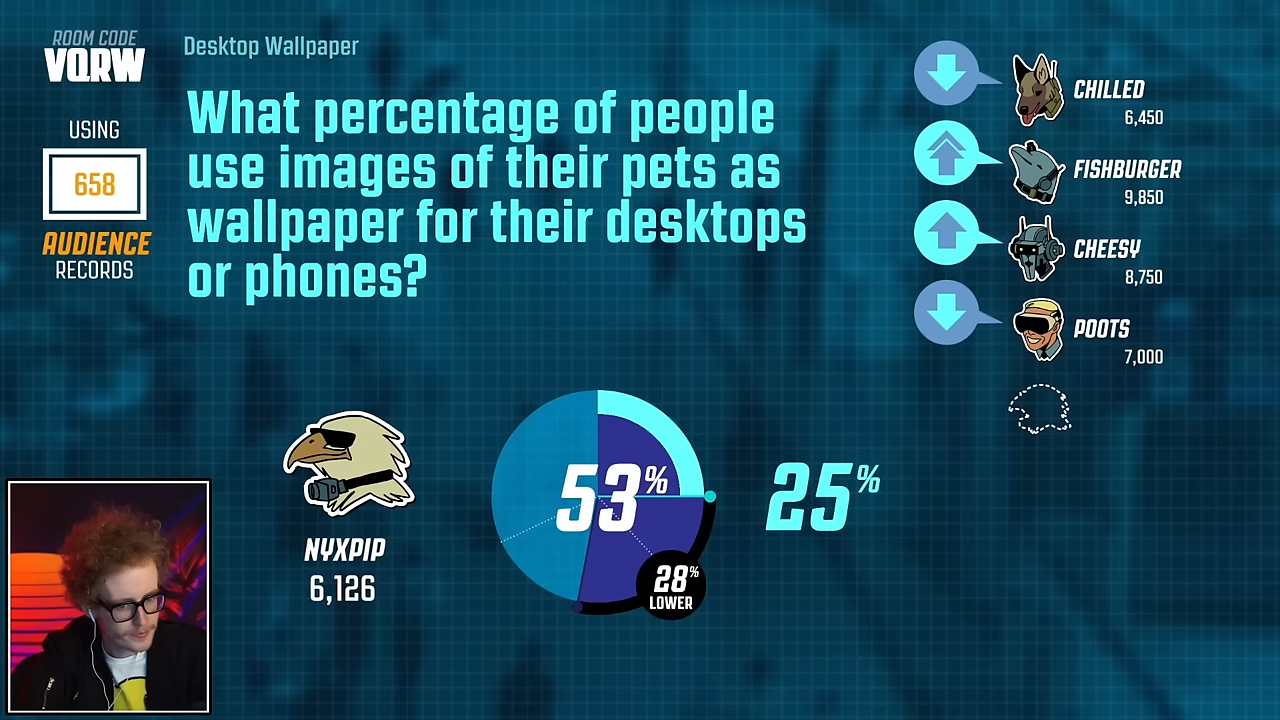 ROOM CODE
VQRW
USING
658
AUDIENCE
RECORDS
Desktop Wallpaper
What percentage of people
use images of their pets as
wallpaper for their desktops
or phones?
CHILLED
6,450
FISHBURGER
9,850
CHEESY
8,750
POOTS
7,000
NYXPIP
6,126
53%
28%
LOWER
25%